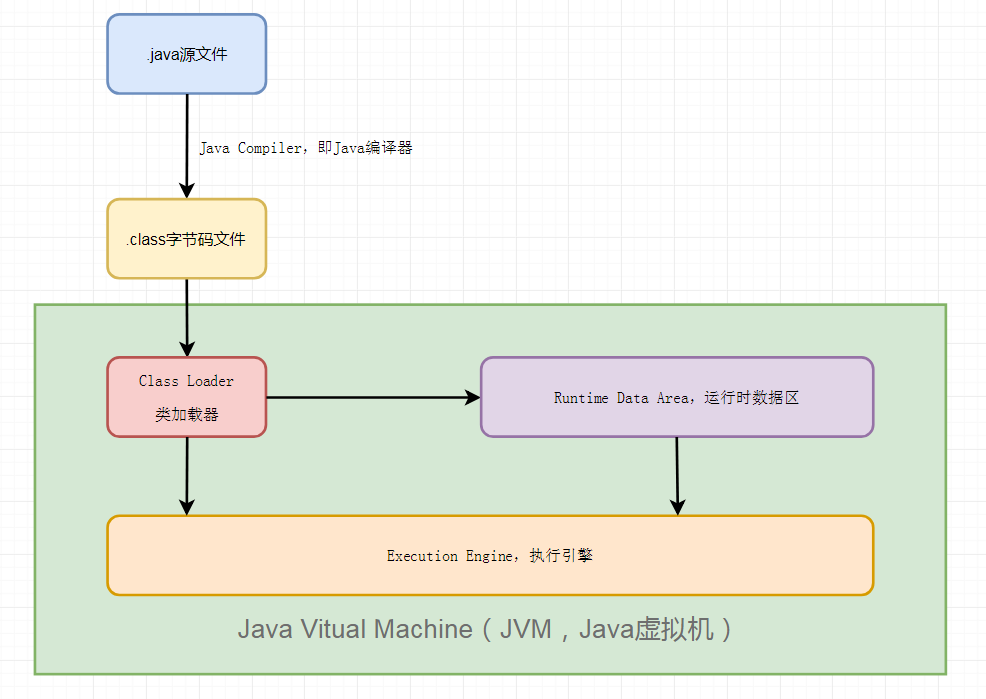 .java源文件
Java Compiler，即Java编译器
.class字节码文件
Class Loader
类加载器
Runtime Data Area，运行时数据区
Execution Engine，执行引擎
Java Vitual Machine（JVM，Java虚拟机）